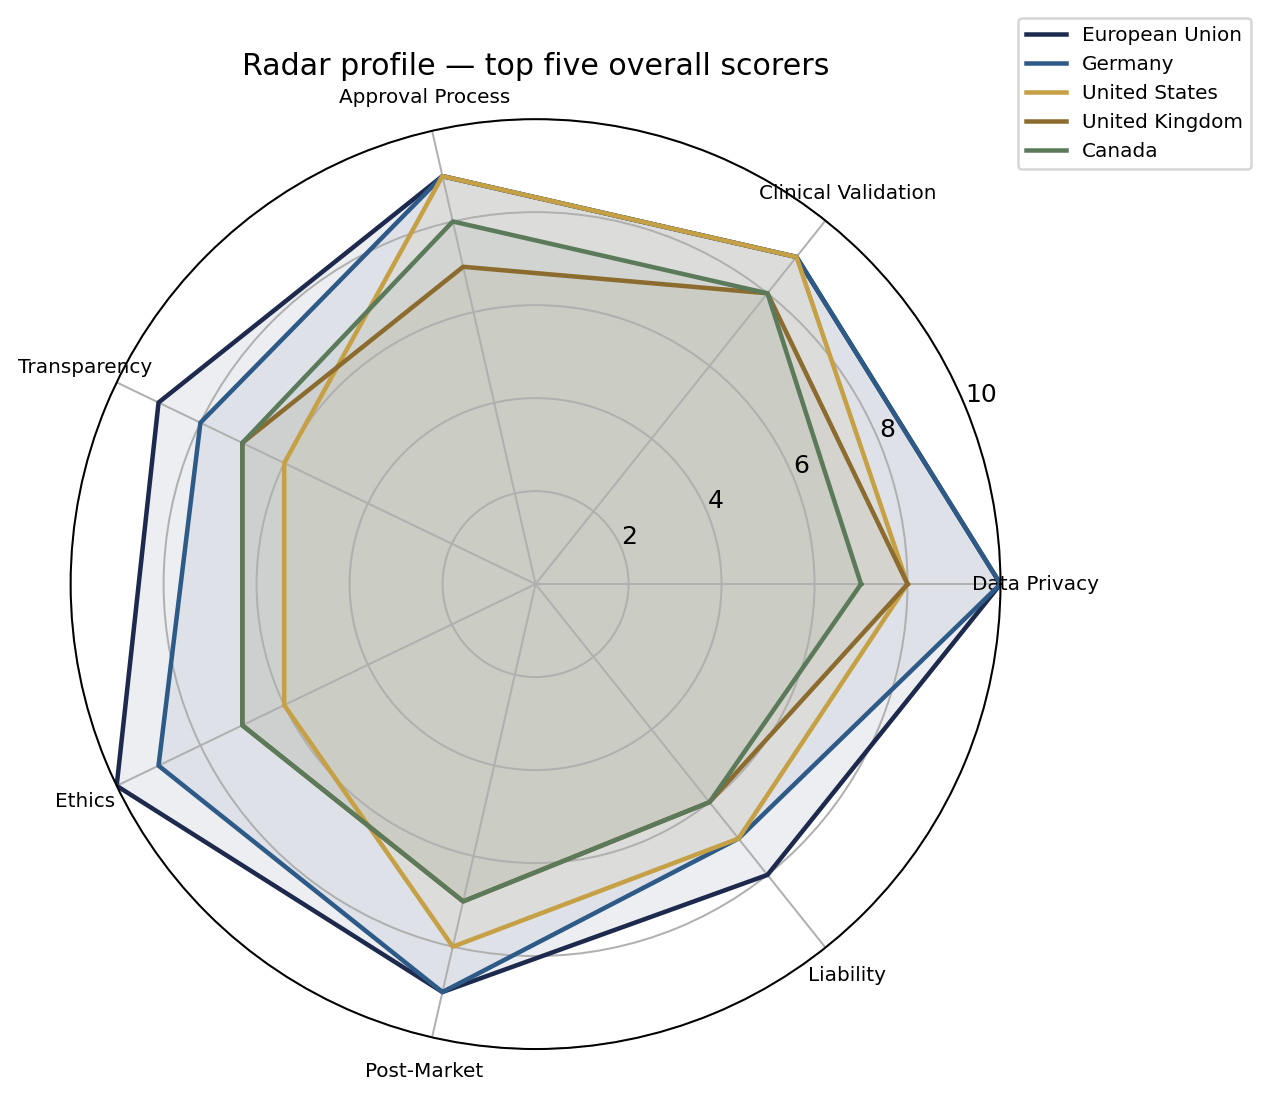 Radar profile — top five overall scorers
European Union
Germany
United States
United Kingdom
Canada
Approval Process
Clinical Validation
Transparency
Data Privacy
Ethics
Liability
Post-Market
10
8
6
4
2